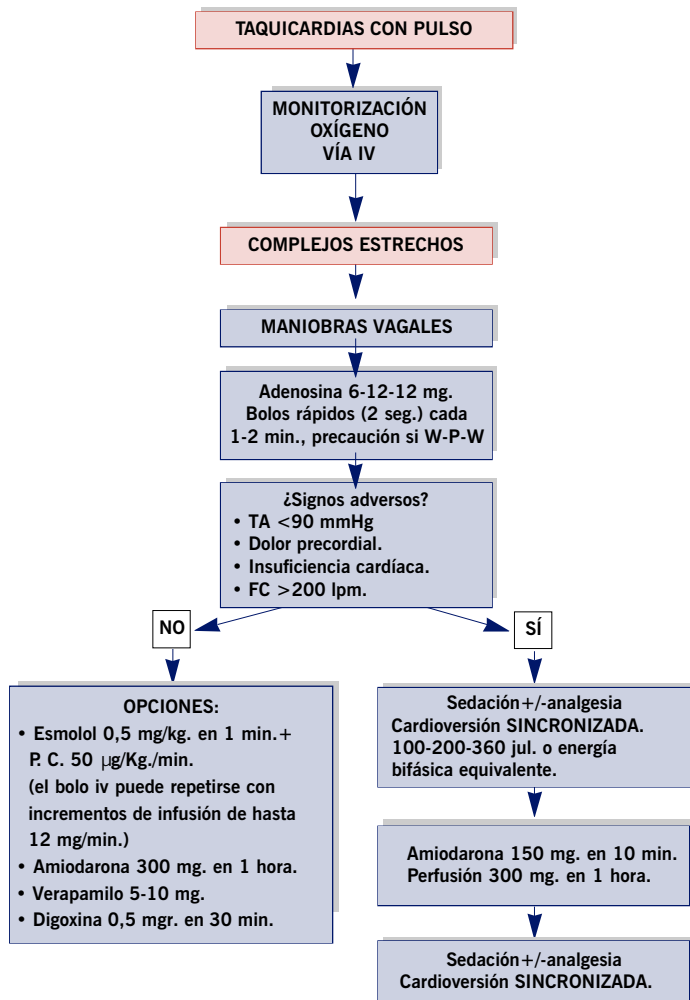 TAQUICARDIAS CON PULSO
MONITORIZACIÓN
OXÍGENO
VÍA IV
COMPLEJOS ESTRECHOS
MANIOBRAS VAGALES
Adenosina 6-12-12 mg.
Bolos rápidos (2 seg.) cada
1-2 min., precaución si W-P-W
¿Signos adversos?
• TA <90 mmHg
• Dolor precordial.
• Insuficiencia cardíaca.
• FC >200 lpm.
NO
SÍ
OPCIONES:
• Esmolol 0,5 mg/kg. en 1 min.+
P. C. 50 µg/Kg./min.
(el bolo iv puede repetirse con
incrementos de infusión de hasta
12 mg/min.)
• Amiodarona 300 mg. en 1 hora.
• Verapamilo 5-10 mg.
• Digoxina 0,5 mgr. en 30 min.
Sedación+/-analgesia
Cardioversión SINCRONIZADA.
100-200-360 jul. o energía
bifásica equivalente.
Amiodarona 150 mg. en 10 min.
Perfusión 300 mg. en 1 hora.
Sedación+/-analgesia
Cardioversión SINCRONIZADA.